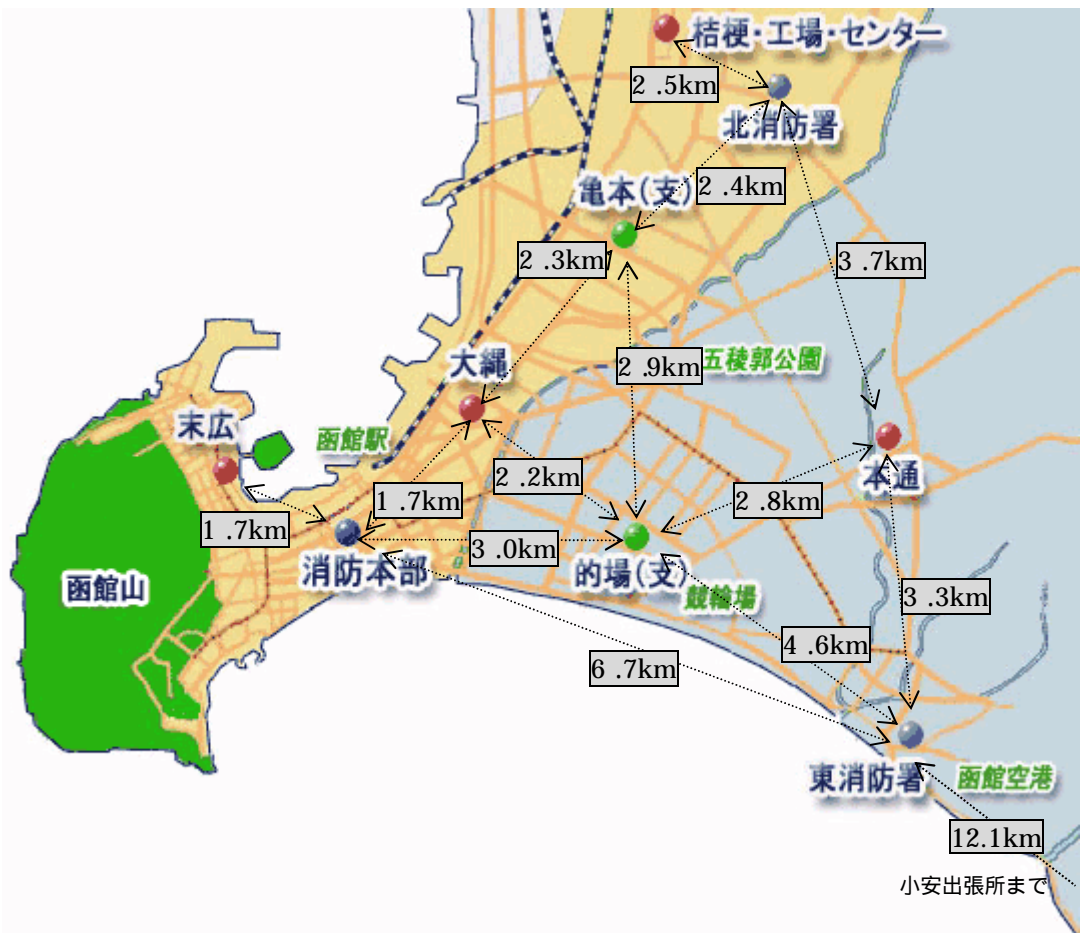 桔梗・工場・センター
2 .5km
北消防署
亀本(支)
2 .4km
2 .3km
3 .7km
大縄
2 .9km
五稜郭公園
末広
函館駅
本通
2 .2km
1 .7km
2 .8km
1 .7km
3 .0km
消防本部
的場(支)
函館山
競輪場
3 .3km
4 .6km
6 .7km
東消防署
函館空港
12.1km
小安出張所まで